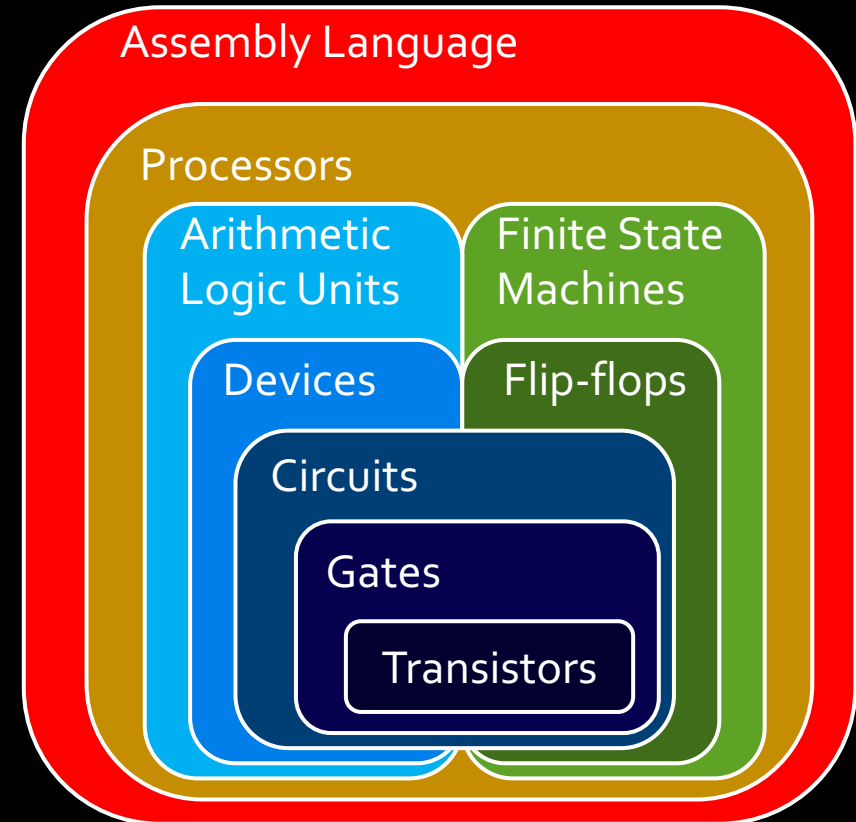 Assembly Language
Processors
Arithmetic
Logic Units
Finite State
Machines
Devices
Flip-flops
Circuits
Gates
Transistors